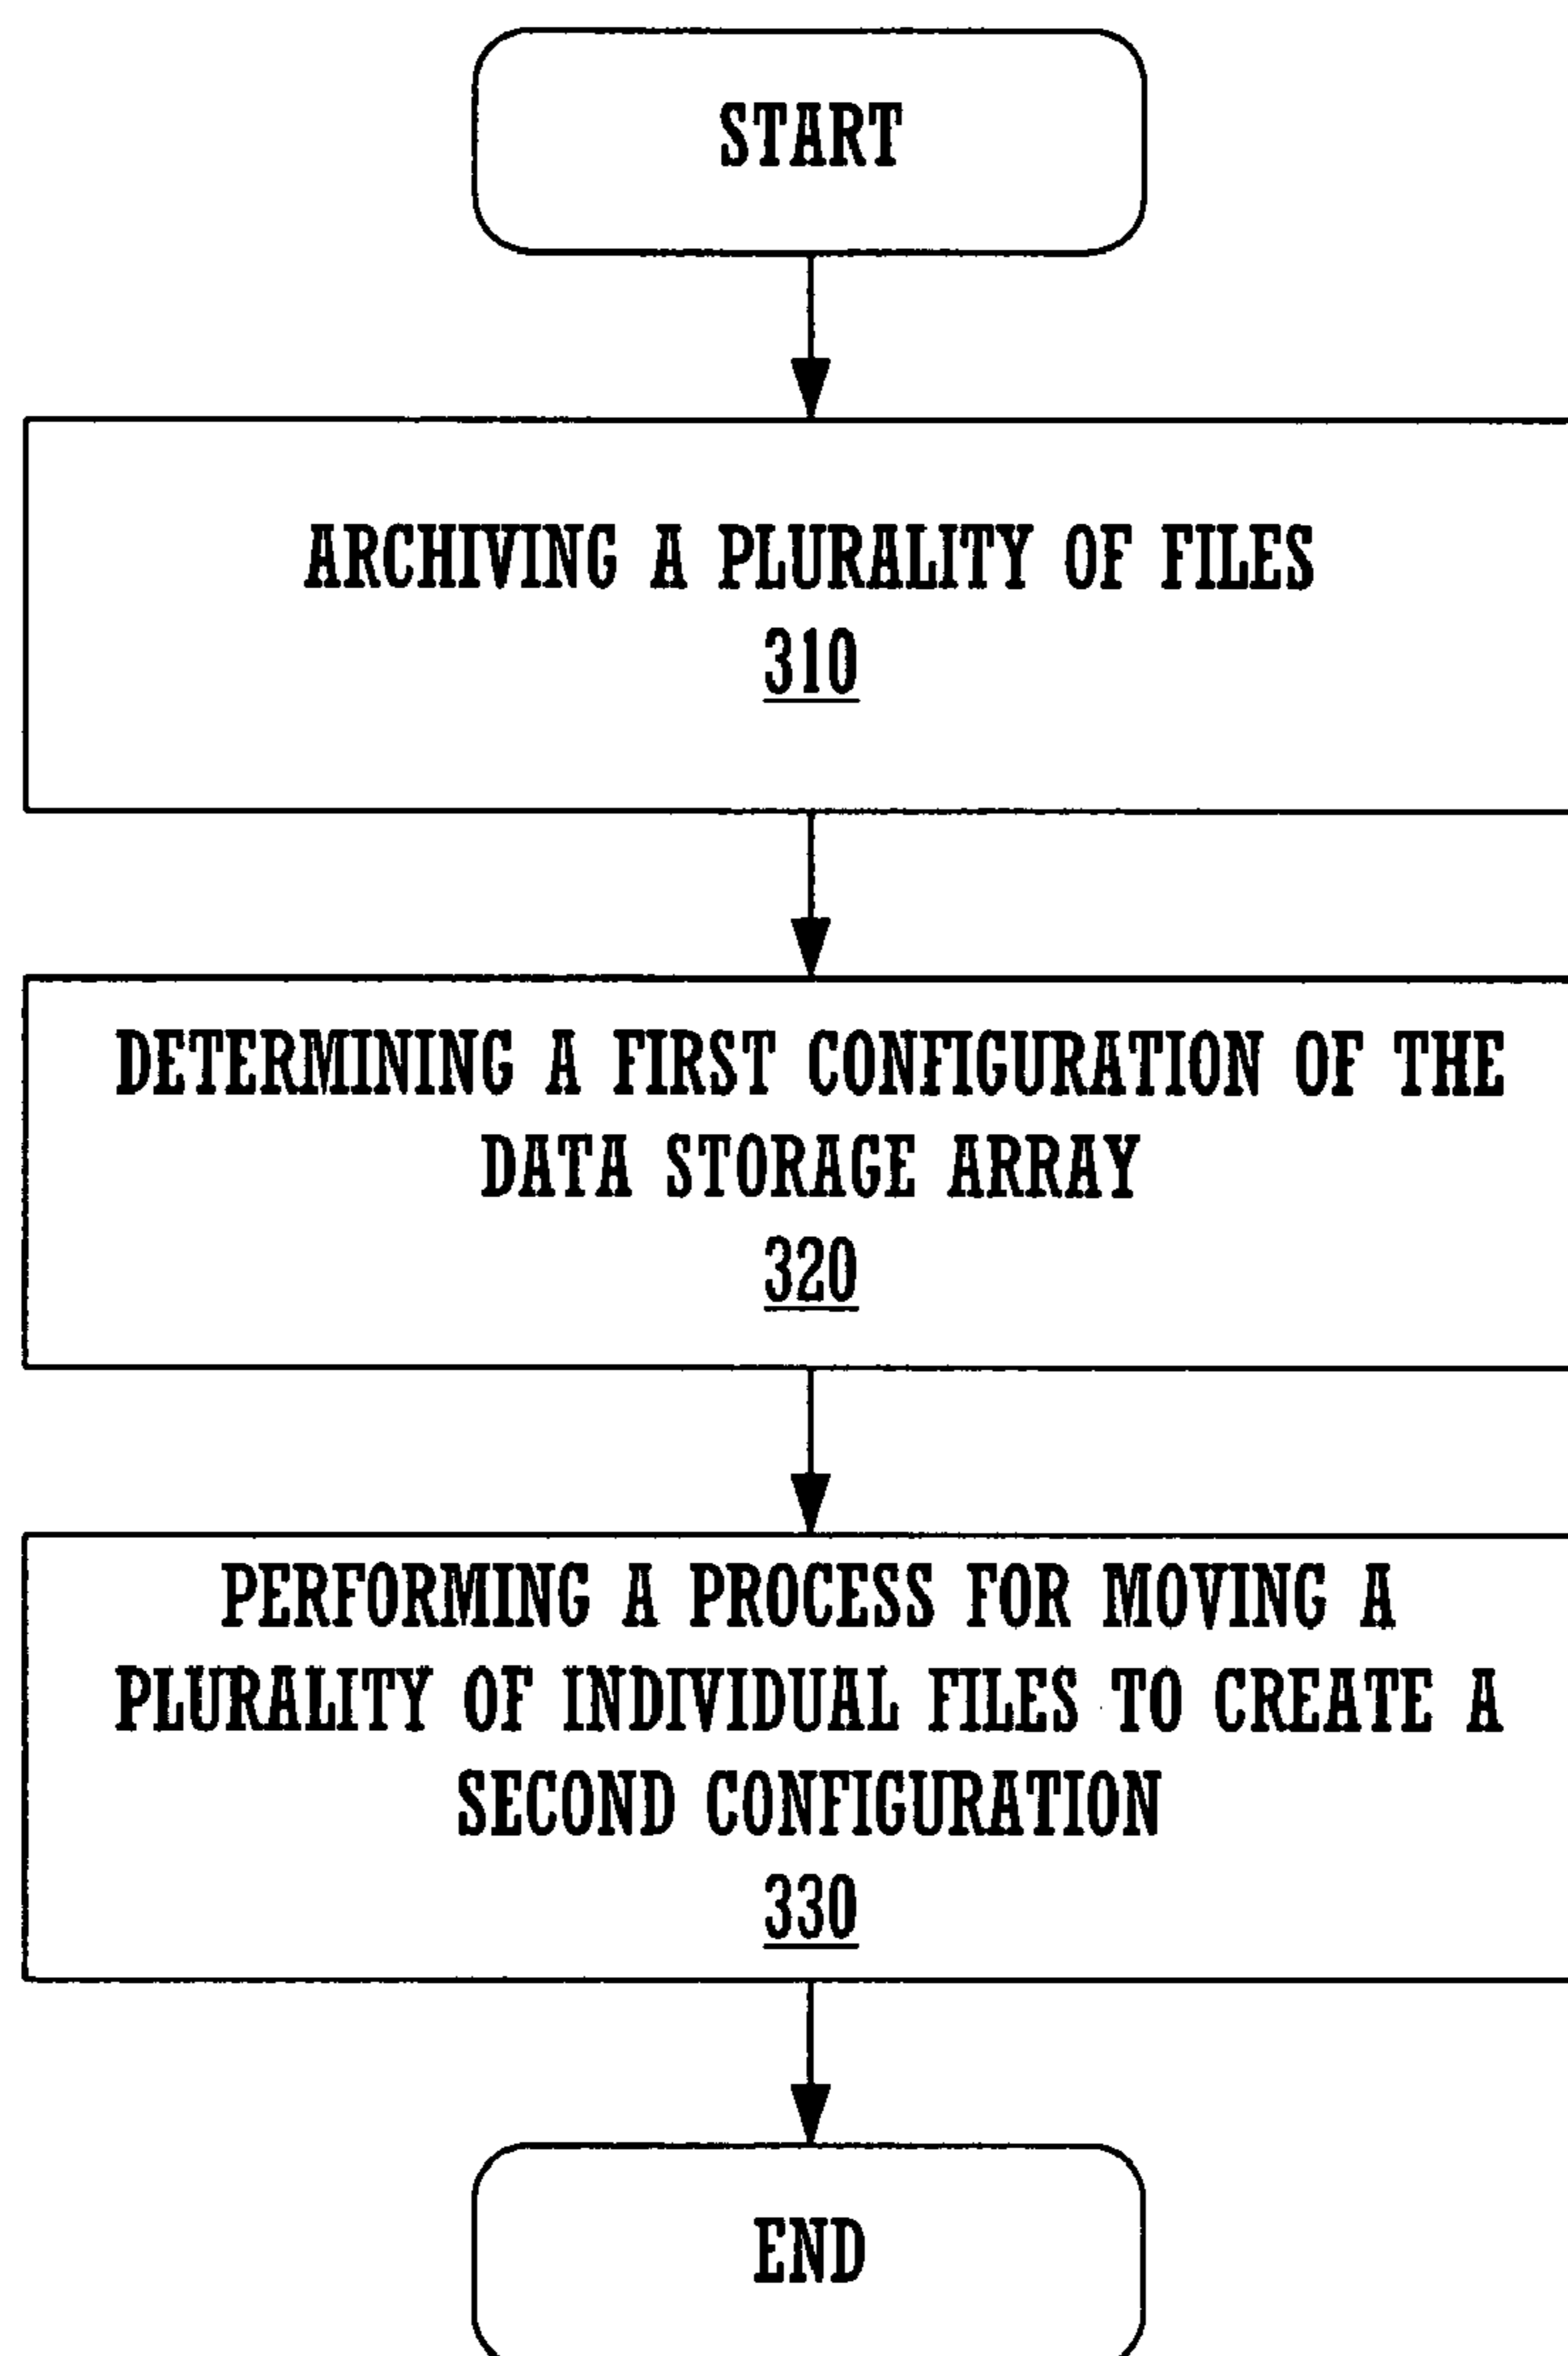 START
ARCHIVING A PLURALITY OF FILES
310
DETERMINING A FIRST CONFIGURATION OF THE
DATA STORAGE ARRAY
320
PERFORMING A PROCESS FOR MOVING A
PLURALITY OF INDIVIDUAL FILES TO CREATE A
SECOND CONFIGURATION
330
END